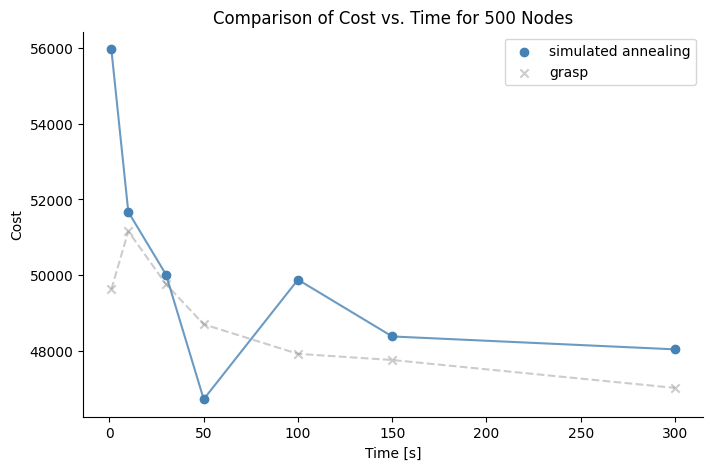 Comparison of Cost vs. Time for 500 Nodes
simulated annealing
grasp
56000
54000
52000
50000
48000
Cost
0 50 100 150 200 250 300
Time [s]